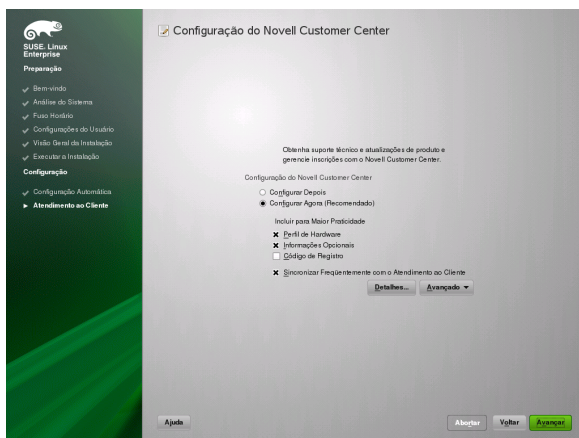 SUSE. Linux
Enterprise
Preparação
Bem-vindo
Análise do Sistema
Fuso Horário
Configurações do Usuário
Visão Geral da Instalação
Executar a Instalação
Configuração
Configuração Automática
Atendimento ao Cliente
Configuração do Novell Customer Center
Obtenha suporte técnico e atualizações de produto e
gerencie inscrições com o Novell Customer Center.
Configuração do Novell Customer Center
Configurar Depois
Configurar Agora (Recomendado)
Incluir para Maior Praticidade
Perfil de Hardware
Informações Opcionais
Código de Registro
Sincronizar Freqüentemente com o Atendimento ao Cliente
Detalhes... Avançado
Ajuda Abortar Voltar Avançar